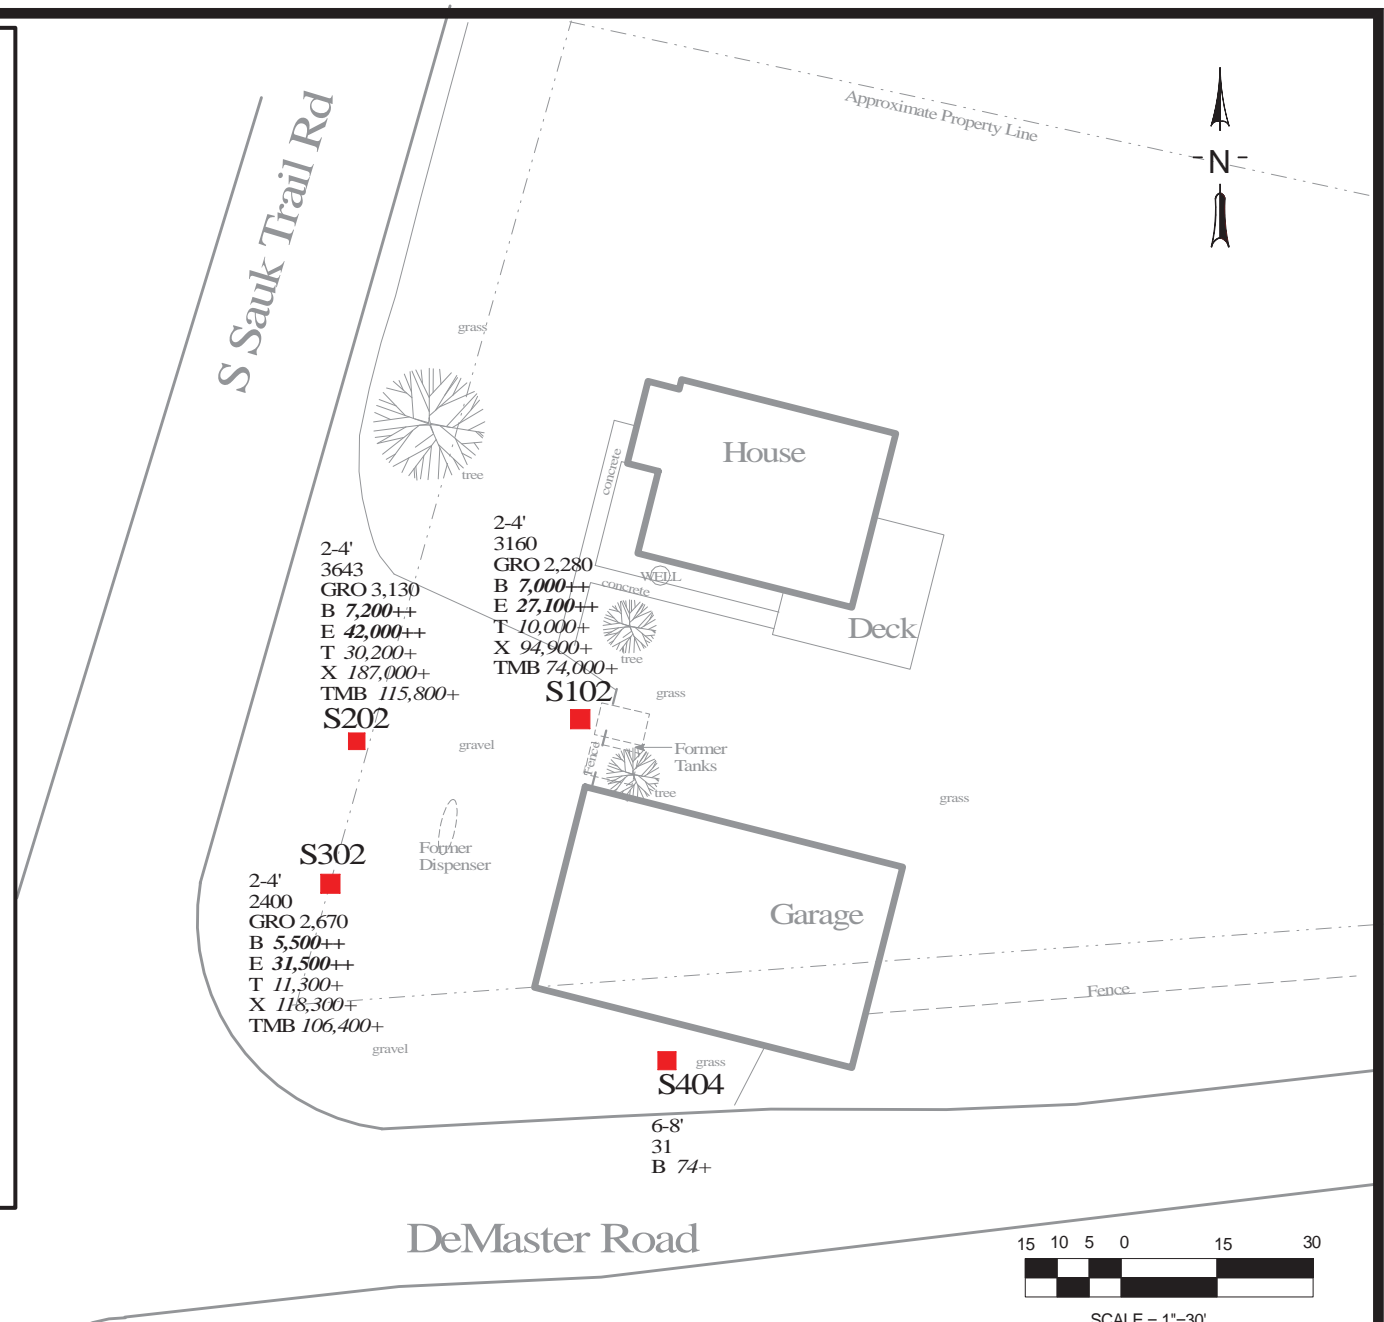 S Sauk Trail Rd
Approximate Property Line
N
grass
tree
House
concrete
WELL
concrete
Deck
tree
2-4'
3160
GRO 2,280
B 7,000++
E 27,100++
T 10,000+
X 94,900+
TMB 74,000+
S102
2-4'
3643
GRO 3,130
B 7,200++
E 42,000++
T 30,200+
X 187,000+
TMB 115,800+
S202
grass
gravel
Fence
Former
Tanks
tree
grass
Former
Dispenser
S302
2-4'
2400
GRO 2,670
B 5,500++
E 31,500++
T 11,300+
X 118,300+
TMB 106,400+
Garage
Fence
gravel
grass
S404
6-8'
31
B 74+
DeMaster Road
15 10 5 0 15 30
SCALE = 1"=30'